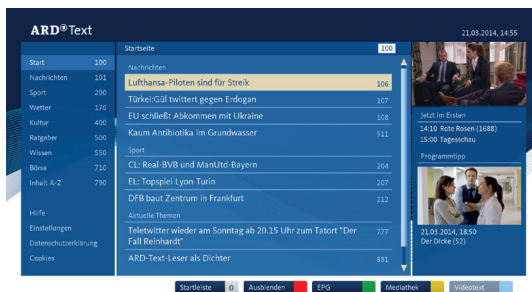 ARD Text
21.03.2014, 14:55
Startseite 100
Start 100
Nachrichten 101
Sport 200
Wetter 170
Kultur 400
Ratgeber 500
Wissen 550
Börse 710
Inhalt A-Z 790
Hilfe
Einstellungen
Datenschutzerklärung
Cookies
Nachrichten
Lufthansa-Piloten sind für Streik 106
Türkei:Gül twittert gegen Erdogan 107
EU schließt Abkommen mit Ukraine 108
Kaum Antibiotika im Grundwasser 511
Sport
CL: Real-BVB und ManUtd-Bayern 204
EL: Topspiel Lyon-Turin 207
DFB baut Zentrum in Frankfurt 212
Aktuelle Themen
Teletwitter wieder am Sonntag ab 20.15 Uhr zum Tatort "Der 777
Fall Reinhardt"
ARD-Text-Leser als Dichter 831
Jetzt im Ersten
14:10 Rote Rosen (1688)
15:00 Tagesschau
Programmtipp
21.03.2014, 18:50
Der Dicke (52)
Startleiste 0 Ausblenden EPG Mediathek Videotext